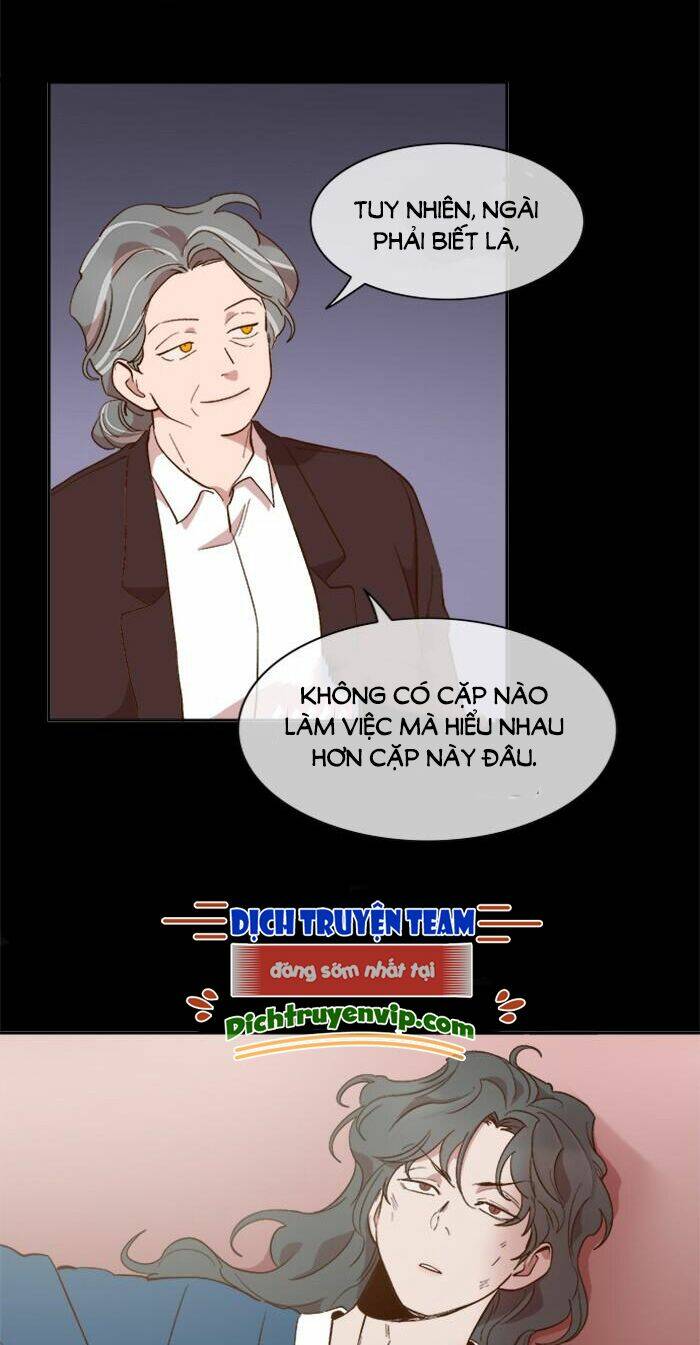 TUY NHIÊN, NGÀI
PHẢI BIẾT LÀ,
KHÔNG CÓ CẶP NÀO
LÀM VIỆC MÀ HIỂU NHAU
HƠN CẶP NÀY ĐÂU.
DỊCH TRUYỆN TEAM
đăng sớm nhất tại
Dichtruyenvip.com